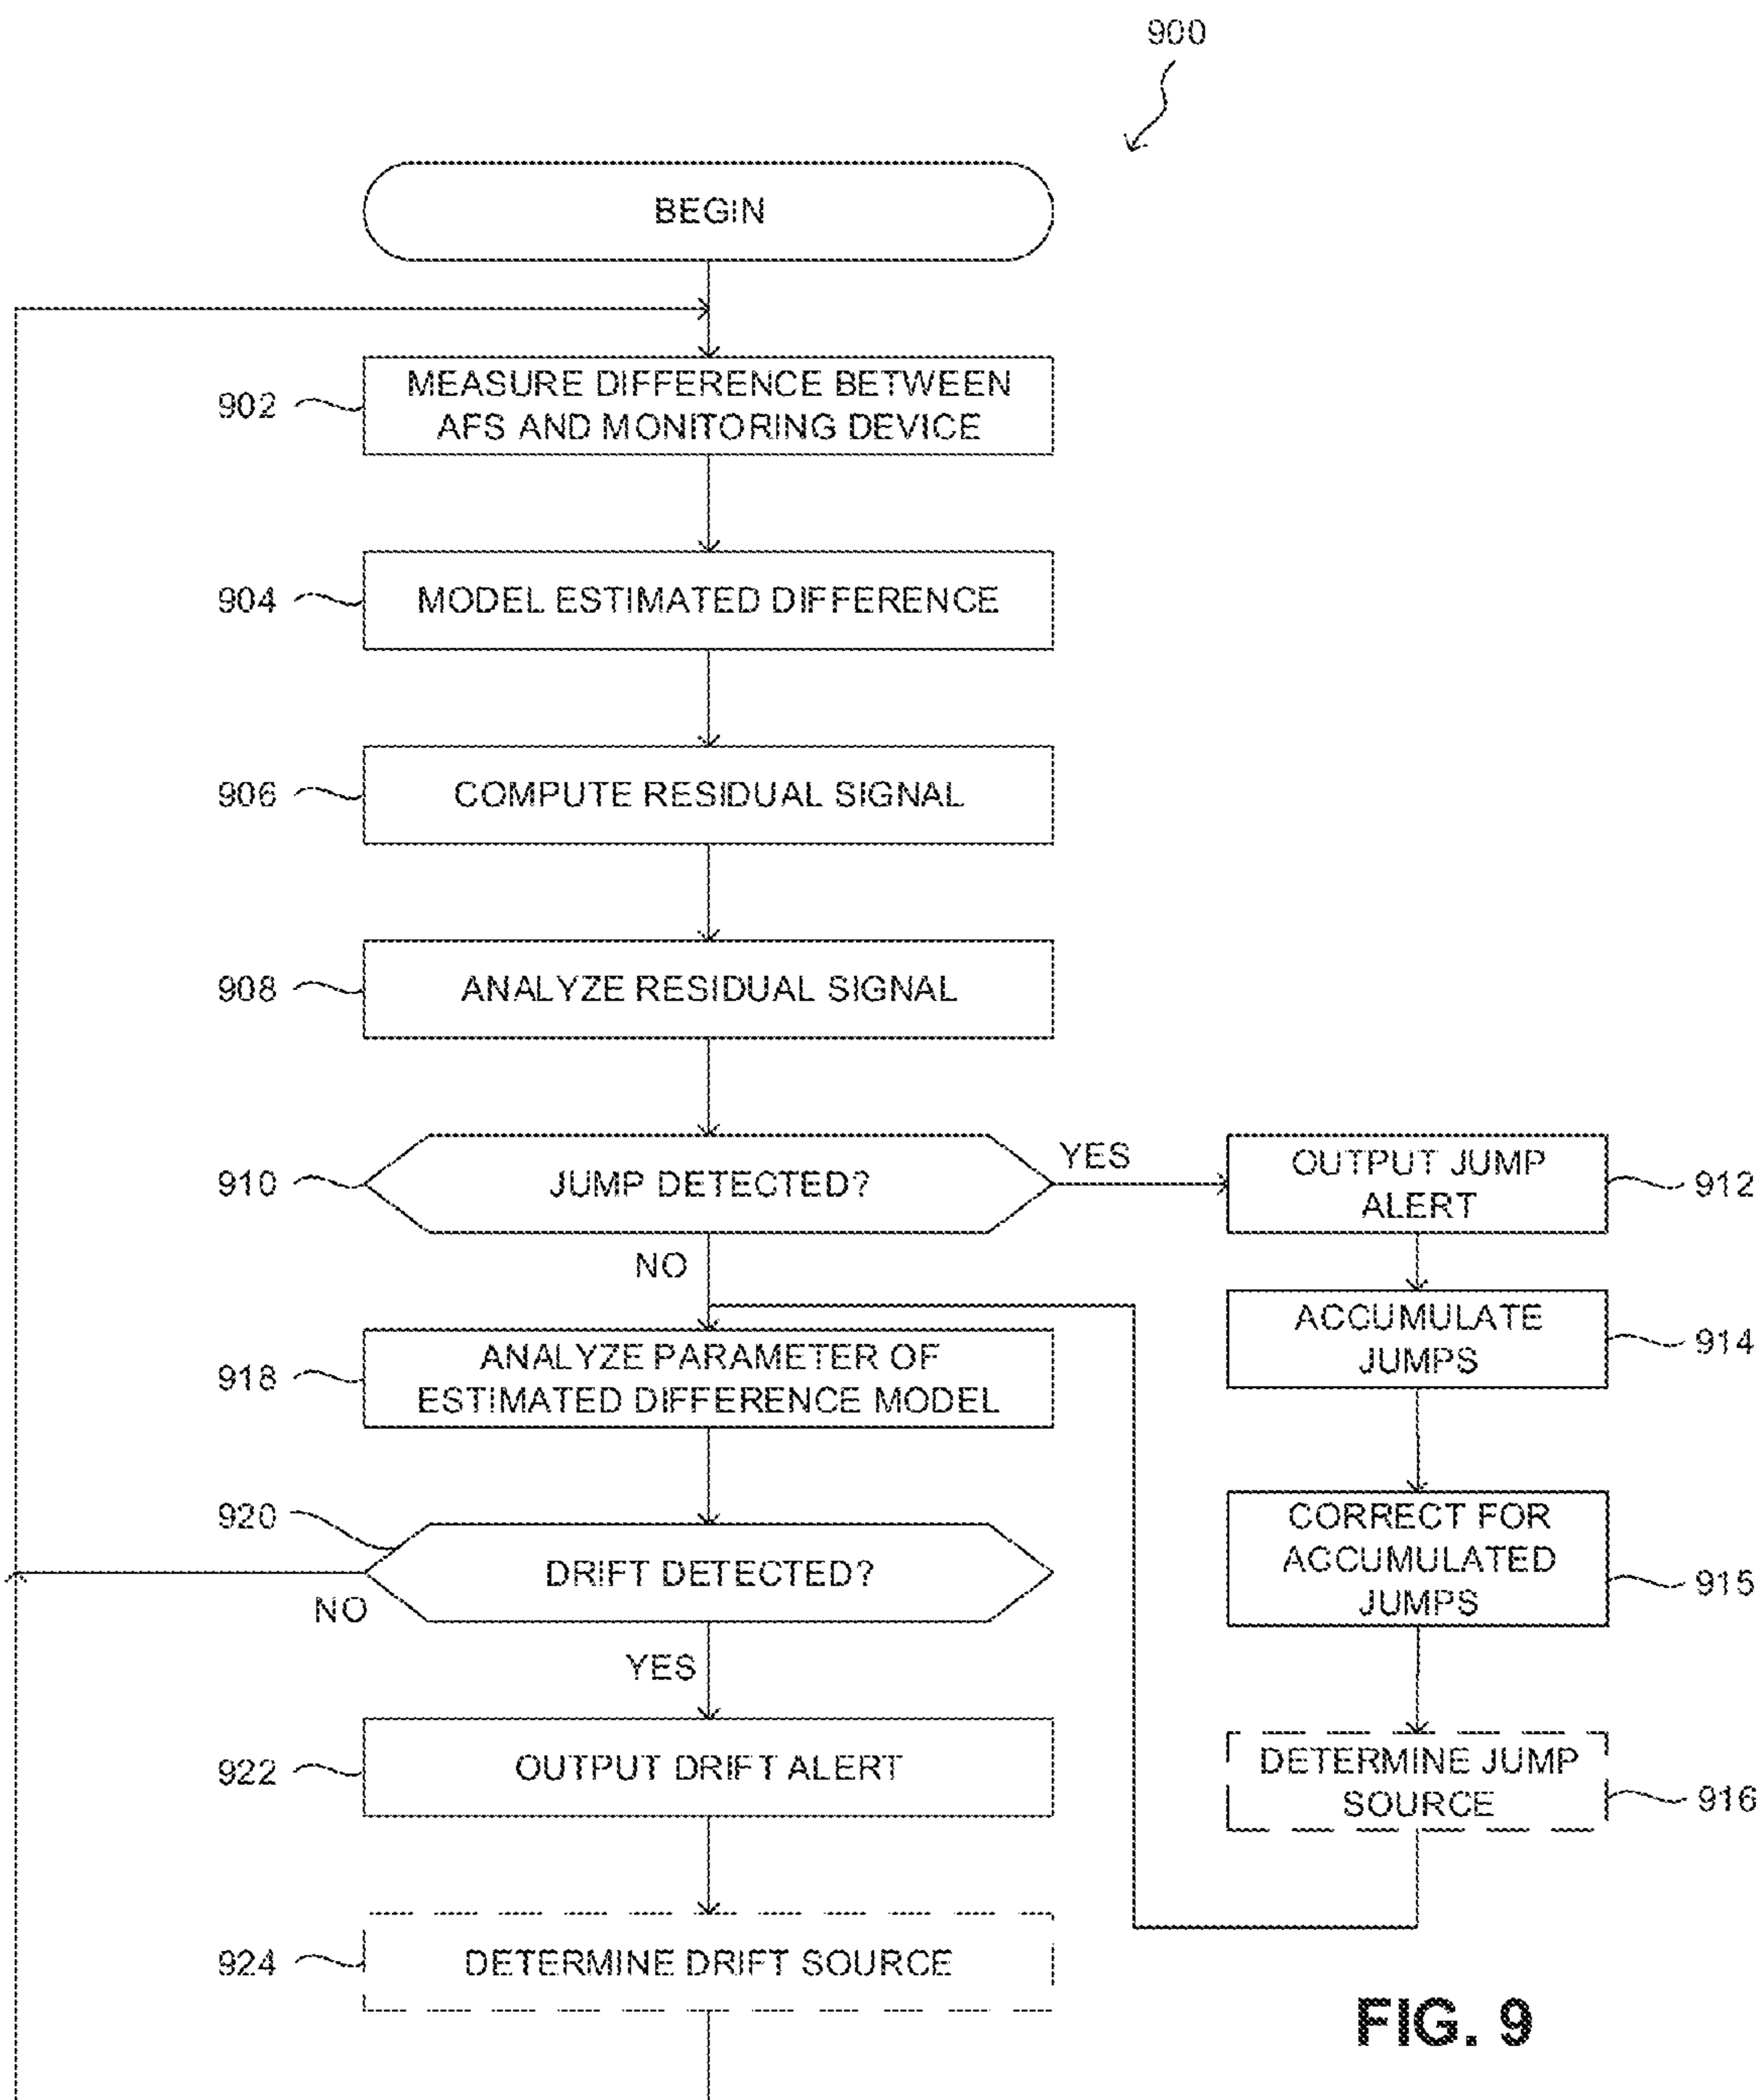 900
BEGIN
902
MEASURE DIFFERENCE BETWEEN
AFS AND MONITORING DEVICE
904
MODEL ESTIMATED DIFFERENCE
906
COMPUTE RESIDUAL SIGNAL
908
ANALYZE RESIDUAL SIGNAL
910
JUMP DETECTED?
YES
OUTPUT JUMP
ALERT
912
NO
ACCUMULATE
JUMPS
914
918
ANALYZE PARAMETER OF
ESTIMATED DIFFERENCE MODEL
920
DRIFT DETECTED?
NO
CORRECT FOR
ACCUMULATED
JUMPS
915
YES
922
OUTPUT DRIFT ALERT
DETERMINE JUMP
SOURCE
916
924
DETERMINE DRIFT SOURCE
FIG. 9